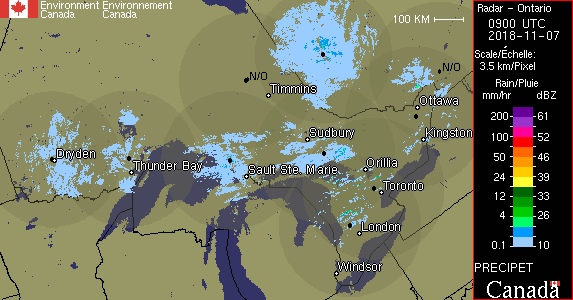 Environment Environnement
Canada Canada
100 KM
N/O
N/O
Timmins
Ottawa
Sudbury
Kingston
Dryden
Thunder Bay
Sault Ste. Marie
Orillia
Toronto
London
Windsor
Radar - Ontario
0900 UTC
2018-11-07
Scale/Échelle:
3.5 km/Pixel
Rain/Pluie
mm/hr dBZ
200 61
100 52
50 46
24 39
12 33
4 26
1 18
0.1 10
PRECIPET
Canada